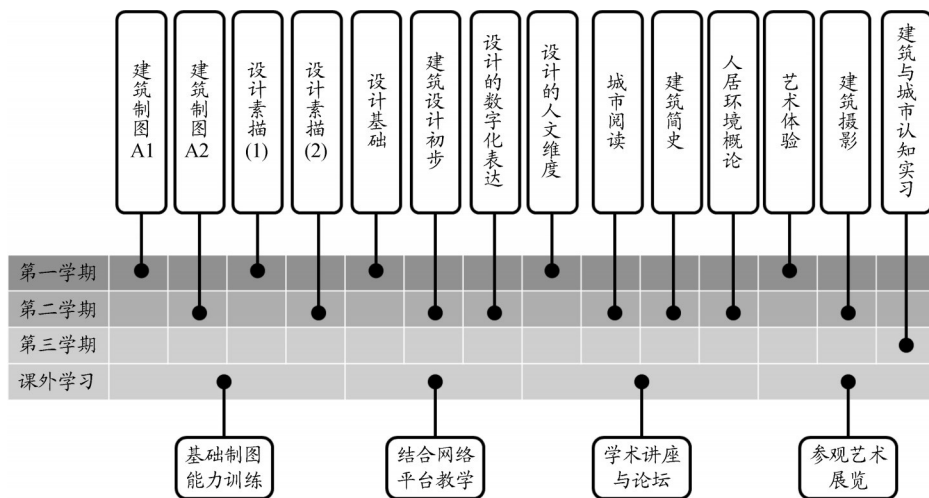 建筑制图A1
建筑制图A2
设计素描(1)
设计素描(2)
设计基础
建筑设计初步
设计的数字化表达
设计的人文维度
城市阅读
建筑简史
人居环境概论
艺术体验
建筑摄影
建筑与城市认知实习
第一学期
第二学期
第三学期
课外学习
基础制图
能力训练
结合网络
平台教学
学术讲座
与论坛
参观艺术
展览